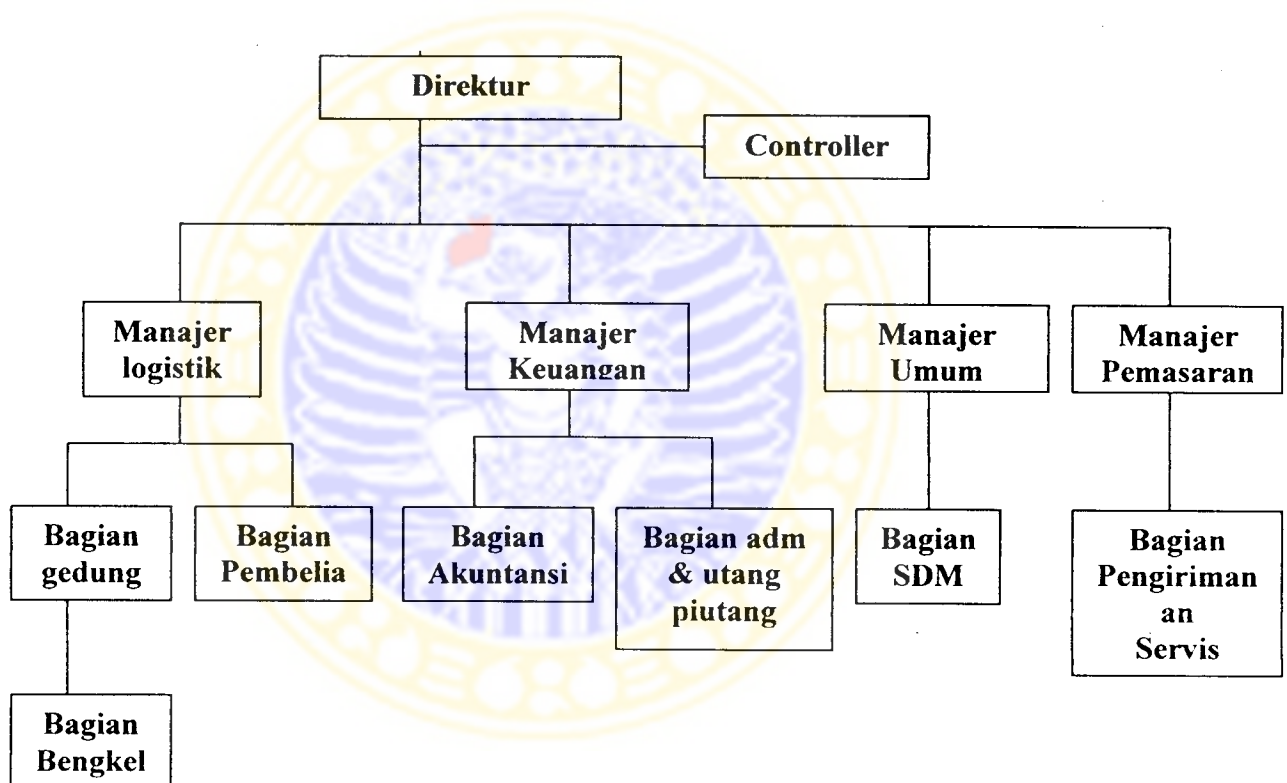 Direktur
Controller
Manajer
logistik
Manajer
Keuangan
Manajer
Umum
Manajer
Pemasaran
Bagian
gedung
Bagian
Pembelia
Bagian
Akuntansi
Bagian adm
& utang
piutang
Bagian
SDM
Bagian
Pengiriman
an
Servis
Bagian
Bengkel